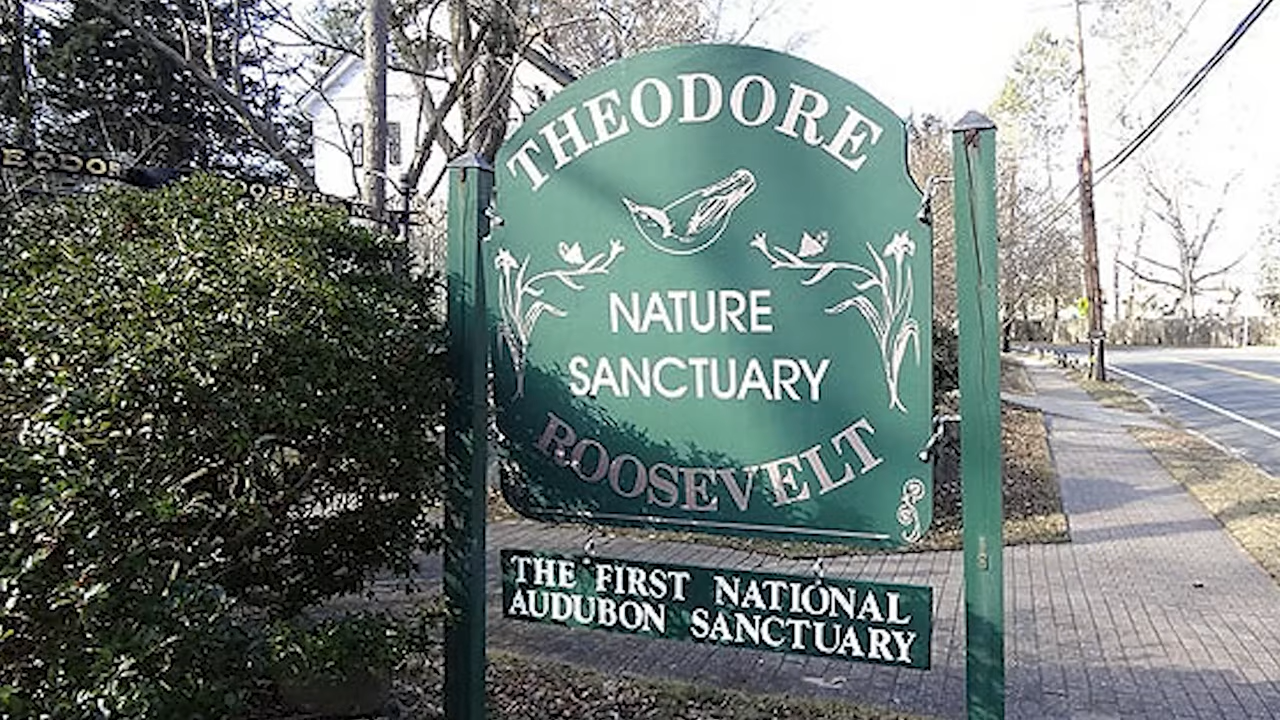 THEODORE
NATURE
SANCTUARY
ROOSEVELT
THE FIRST NATIONAL
AUDUBON SANCTUARY